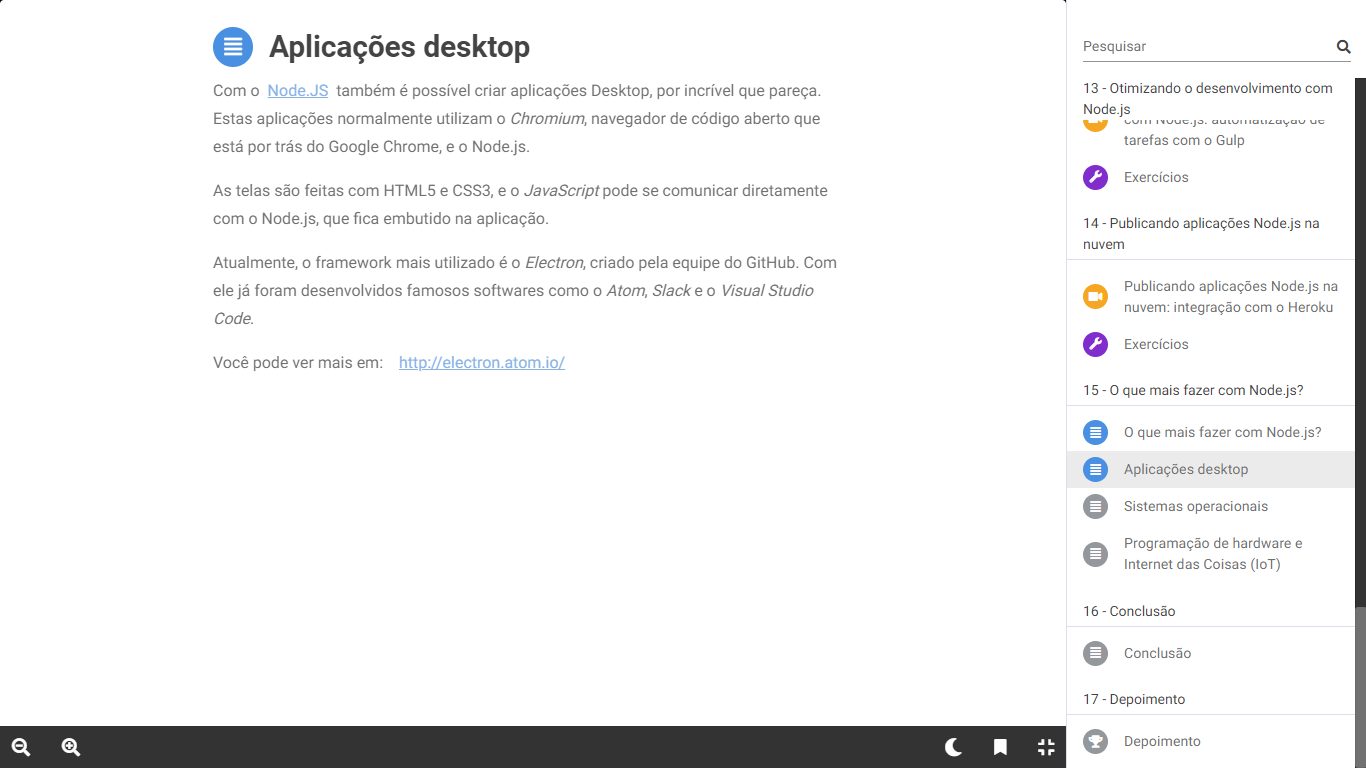 Aplicações desktop
Com o Node.JS também é possível criar aplicações Desktop, por incrível que pareça.
Estas aplicações normalmente utilizam o Chromium, navegador de código aberto que
está por trás do Google Chrome, e o Node.js.
As telas são feitas com HTML5 e CSS3, e o JavaScript pode se comunicar diretamente
com o Node.js, que fica embutido na aplicação.
Atualmente, o framework mais utilizado é o Electron, criado pela equipe do GitHub. Com
ele já foram desenvolvidos famosos softwares como o Atom, Slack e o Visual Studio
Code.
Você pode ver mais em: http://electron.atom.io/
Pesquisar
13 - Otimizando o desenvolvimento com
Node.js
com Node.js: automatização de
tarefas com o Gulp
Exercícios
14 - Publicando aplicações Node.js na
nuvem
Publicando aplicações Node.js na
nuvem: integração com o Heroku
Exercícios
15 - O que mais fazer com Node.js?
O que mais fazer com Node.js?
Aplicações desktop
Sistemas operacionais
Programação de hardware e
Internet das Coisas (IoT)
16 - Conclusão
Conclusão
17 - Depoimento
Depoimento